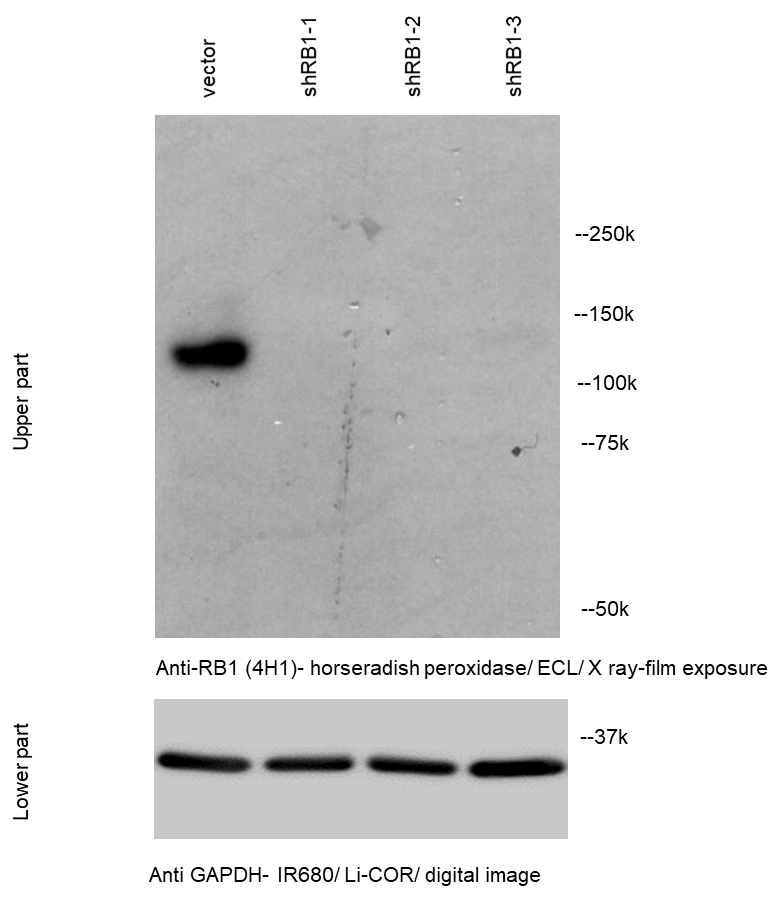 vector
shRB1-1
shRB1-2
shRB1-3
Upper part
--250k
--150k
--100k
--75k
--50k
Anti-RB1 (4H1)- horseradish peroxidase/ ECL/ X ray-film exposure
Lower part
--37k
Anti GAPDH- IR680/ Li-COR/ digital image